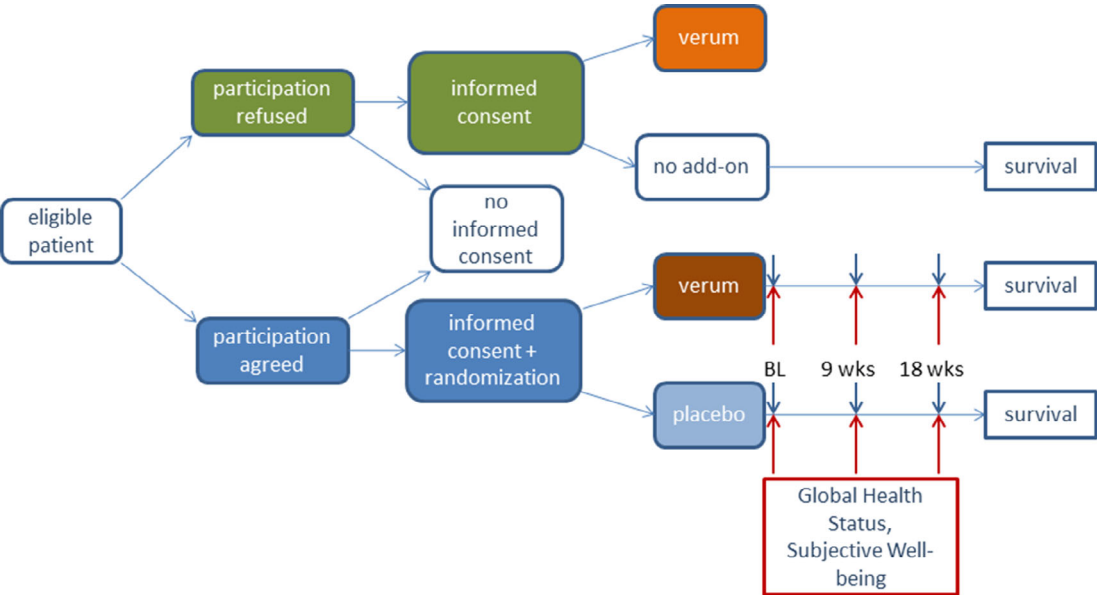 verum
participation
refused
informed
consent
no add-on
survival
no
informed
consent
eligible
patient
verum
survival
participation
agreed
informed
consent +
randomization
BL
9 wks
18 wks
placebo
survival
Global Health
Status,
Subjective Well-
being